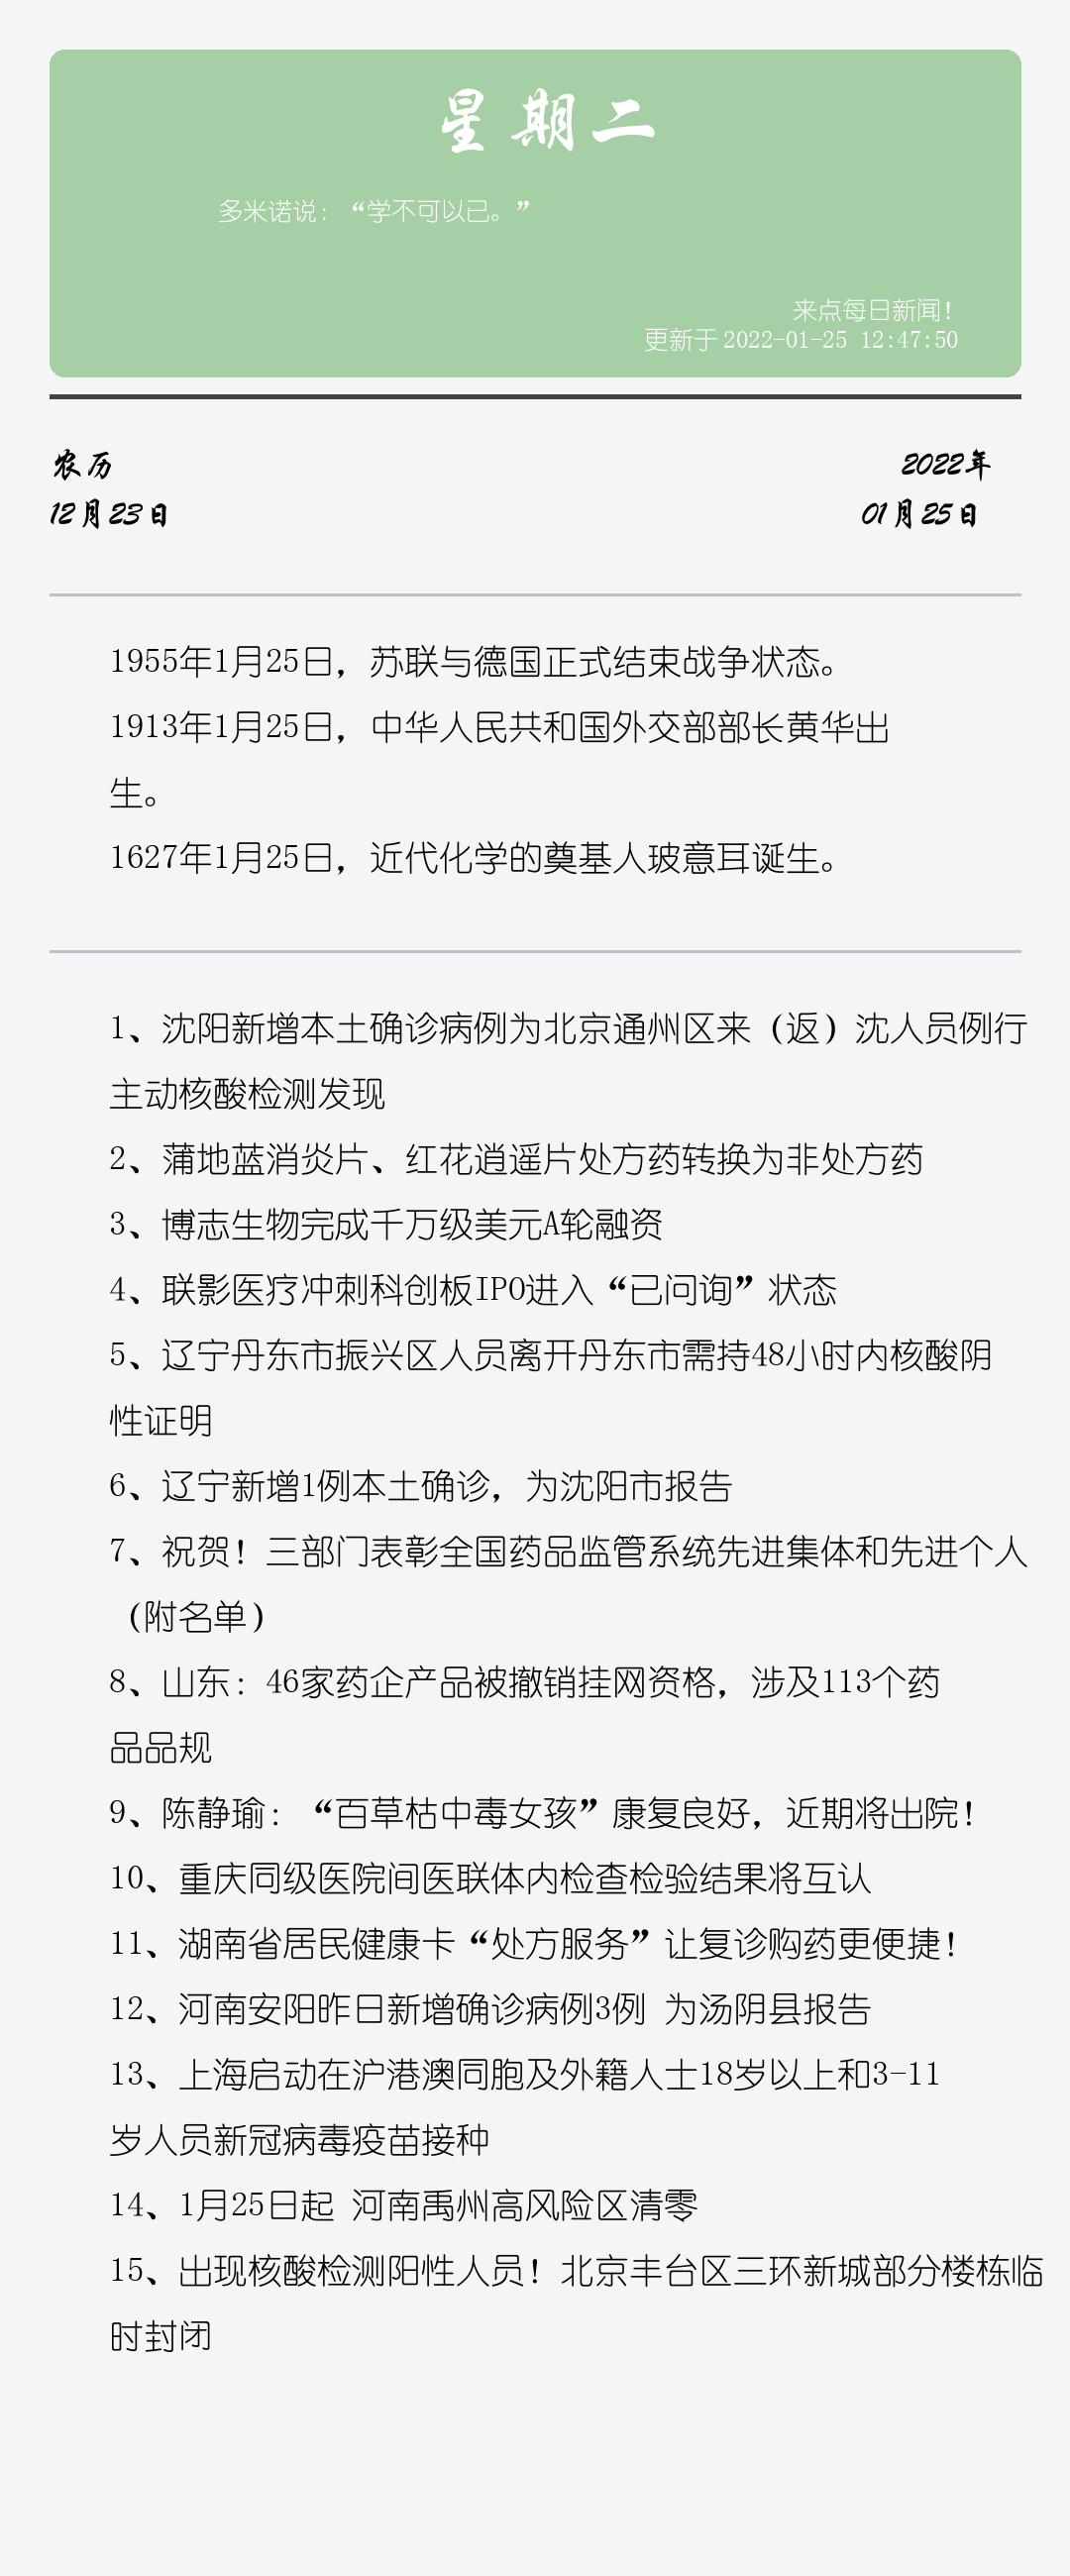 星期二
多米诺说：“学不可以已。”
来点每日新闻！
更新于 2022-01-25 12:47:50
农历
2022年
12月23日
01月25日
1955年1月25日，苏联与德国正式结束战争状态。
1913年1月25日，中华人民共和国外交部部长黄华出
生。
1627年1月25日，近代化学的奠基人玻意耳诞生。
1、沈阳新增本土确诊病例为北京通州区来（返）沈人员例行
主动核酸检测发现
2、蒲地蓝消炎片、红花逍遥片处方药转换为非处方药
3、博志生物完成千万级美元A轮融资
4、联影医疗冲刺科创板IPO进入“已问询”状态
5、辽宁丹东市振兴区人员离开丹东市需持48小时内核酸阴
性证明
6、辽宁新增1例本土确诊，为沈阳市报告
7、祝贺！三部门表彰全国药品监管系统先进集体和先进个人
（附名单）
8、山东：46家药企产品被撤销挂网资格，涉及113个药
品品规
9、陈静瑜：“百草枯中毒女孩”康复良好，近期将出院！
10、重庆同级医院间医联体内检查检验结果将互认
11、湖南省居民健康卡“处方服务”让复诊购药更便捷！
12、河南安阳昨日新增确诊病例3例 为汤阴县报告
13、上海启动在沪港澳同胞及外籍人士18岁以上和3-11
岁人员新冠病毒疫苗接种
14、1月25日起 河南禹州高风险区清零
15、出现核酸检测阳性人员！北京丰台区三环新城部分楼栋临
时封闭